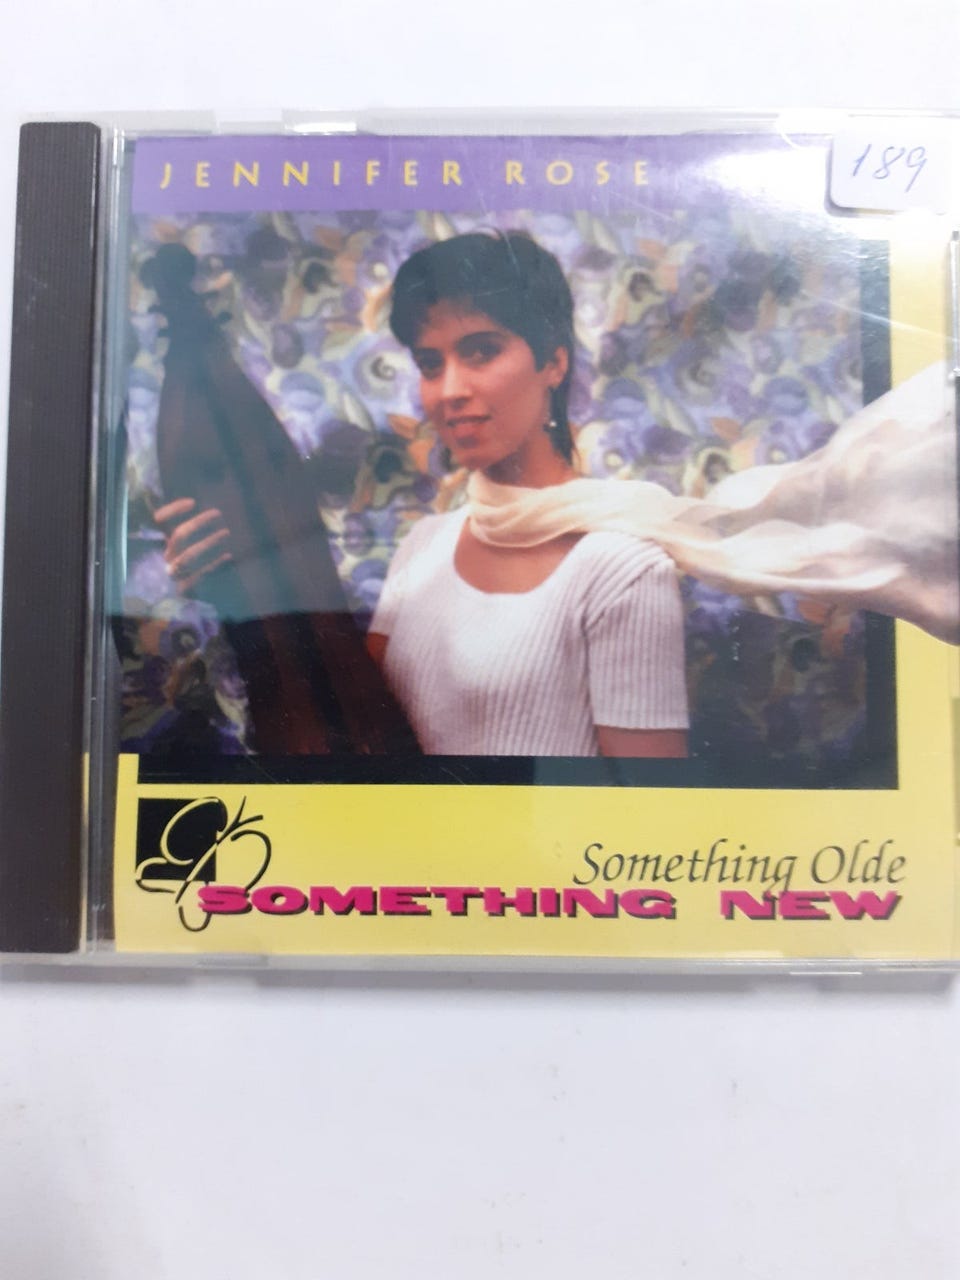 JENNIFER ROSE
189
Something Olde
SOMETHING NEW